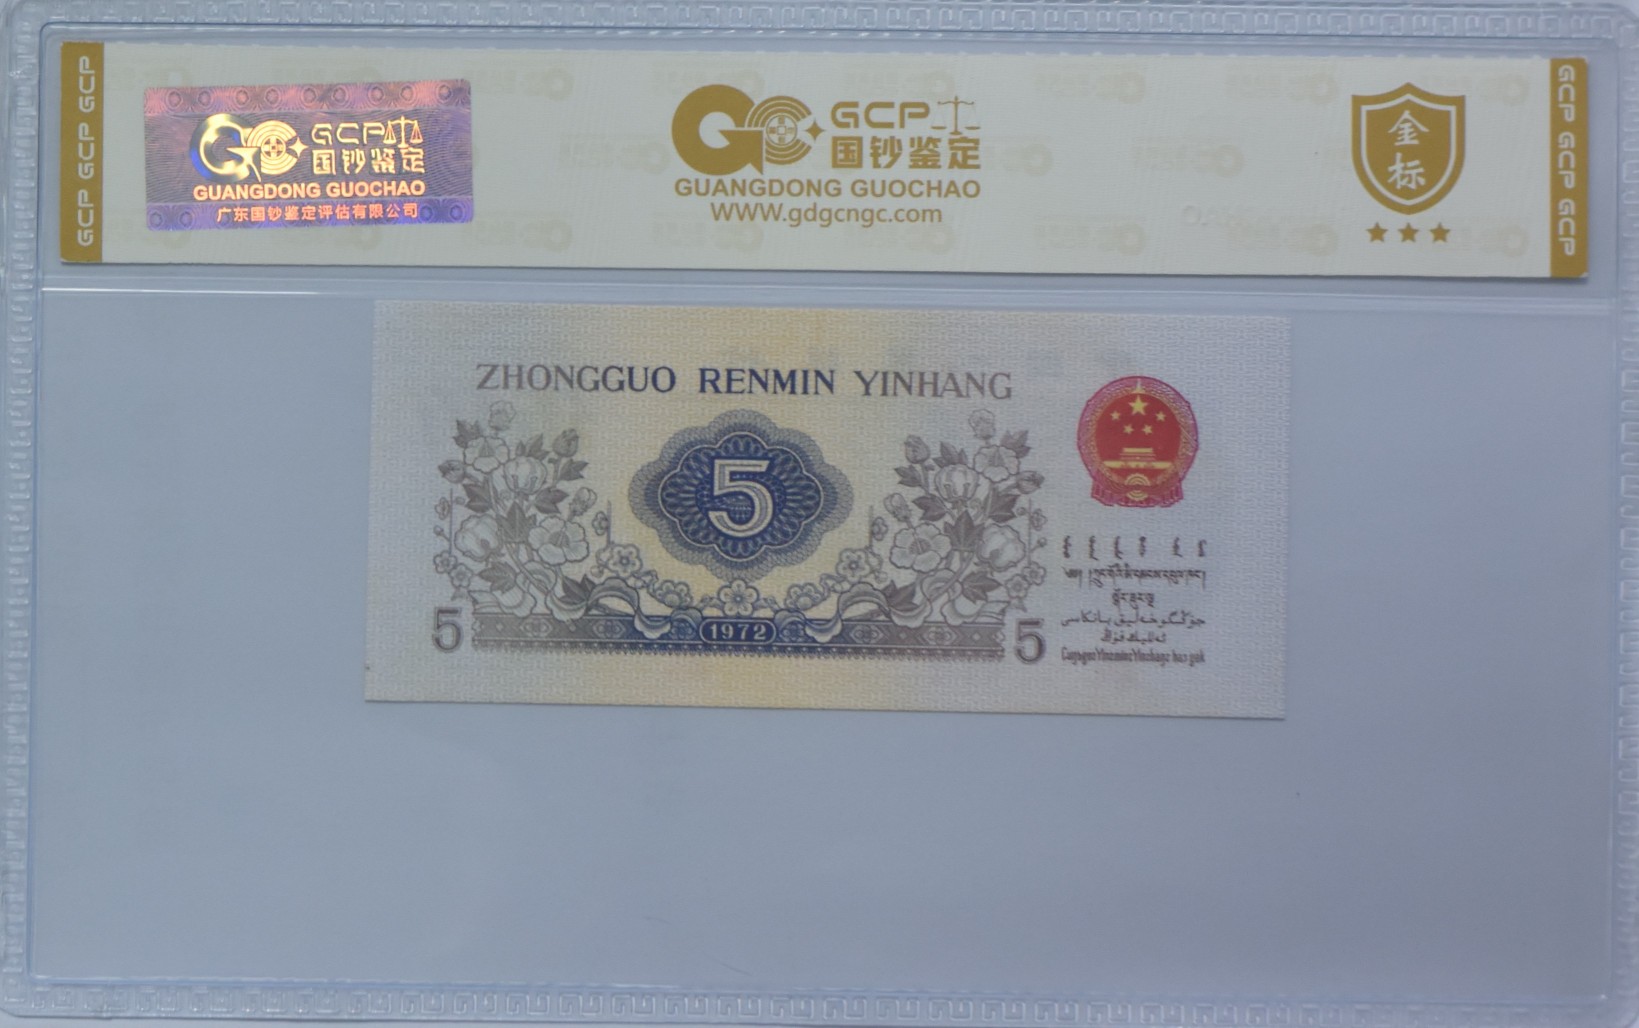 GCP GCP GCP
GCP 国钞鉴定
GUANGDONG GUOCHAO
广东国钞鉴定评估有限公司
GCP
国钞鉴定
GUANGDONG GUOCHAO
WWW.gdgcngc.com
金标
GCP GCP GCP
ZHONGGUO RENMIN YINHANG
5
5
1972
5